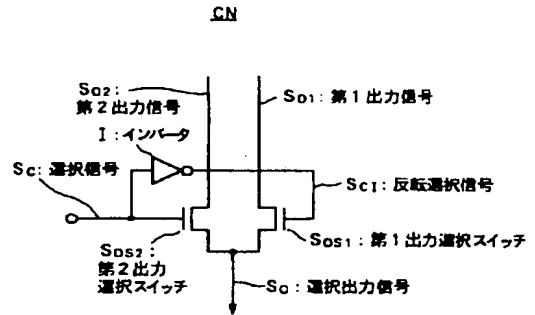 CN
SO2:
第2出力信号
SO1:第1出力信号
I:インバータ
SC:選択信号
SCI:反転選択信号
SOS2:
第2出力
選択スイッチ
SOS1:第1出力選択スイッチ
SO:選択出力信号